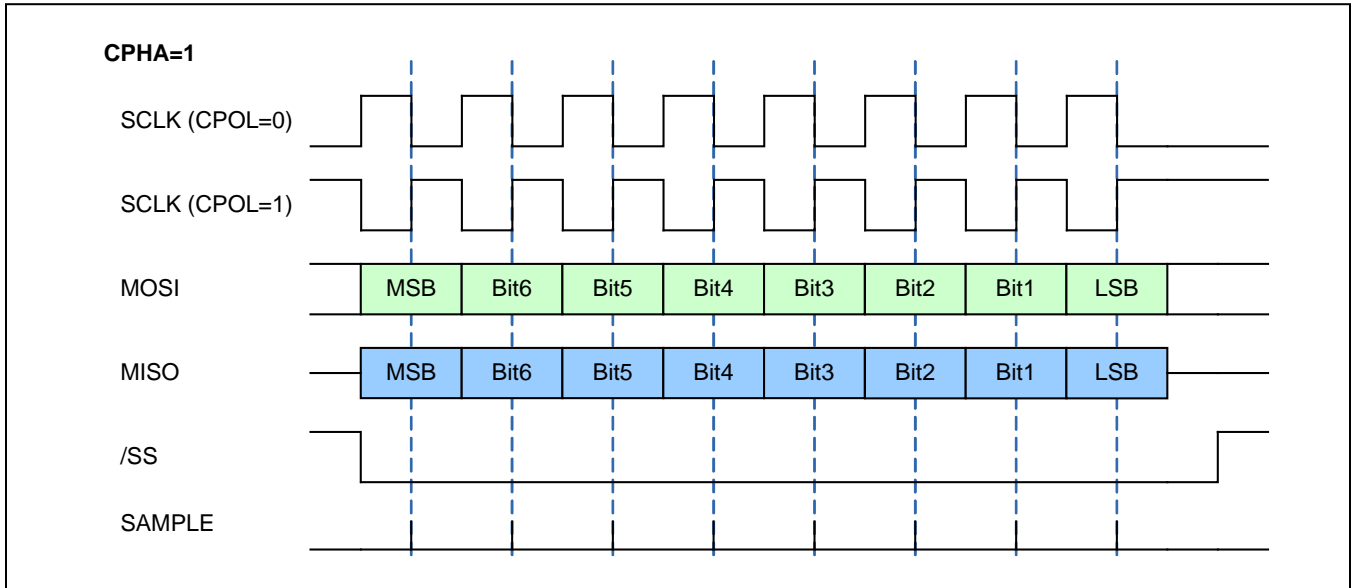 CPHA=1
SCLK (CPOL=0)
SCLK (CPOL=1)
MOSI MSB Bit6 Bit5 Bit4 Bit3 Bit2 Bit1 LSB
MISO MSB Bit6 Bit5 Bit4 Bit3 Bit2 Bit1 LSB
/SS
SAMPLE